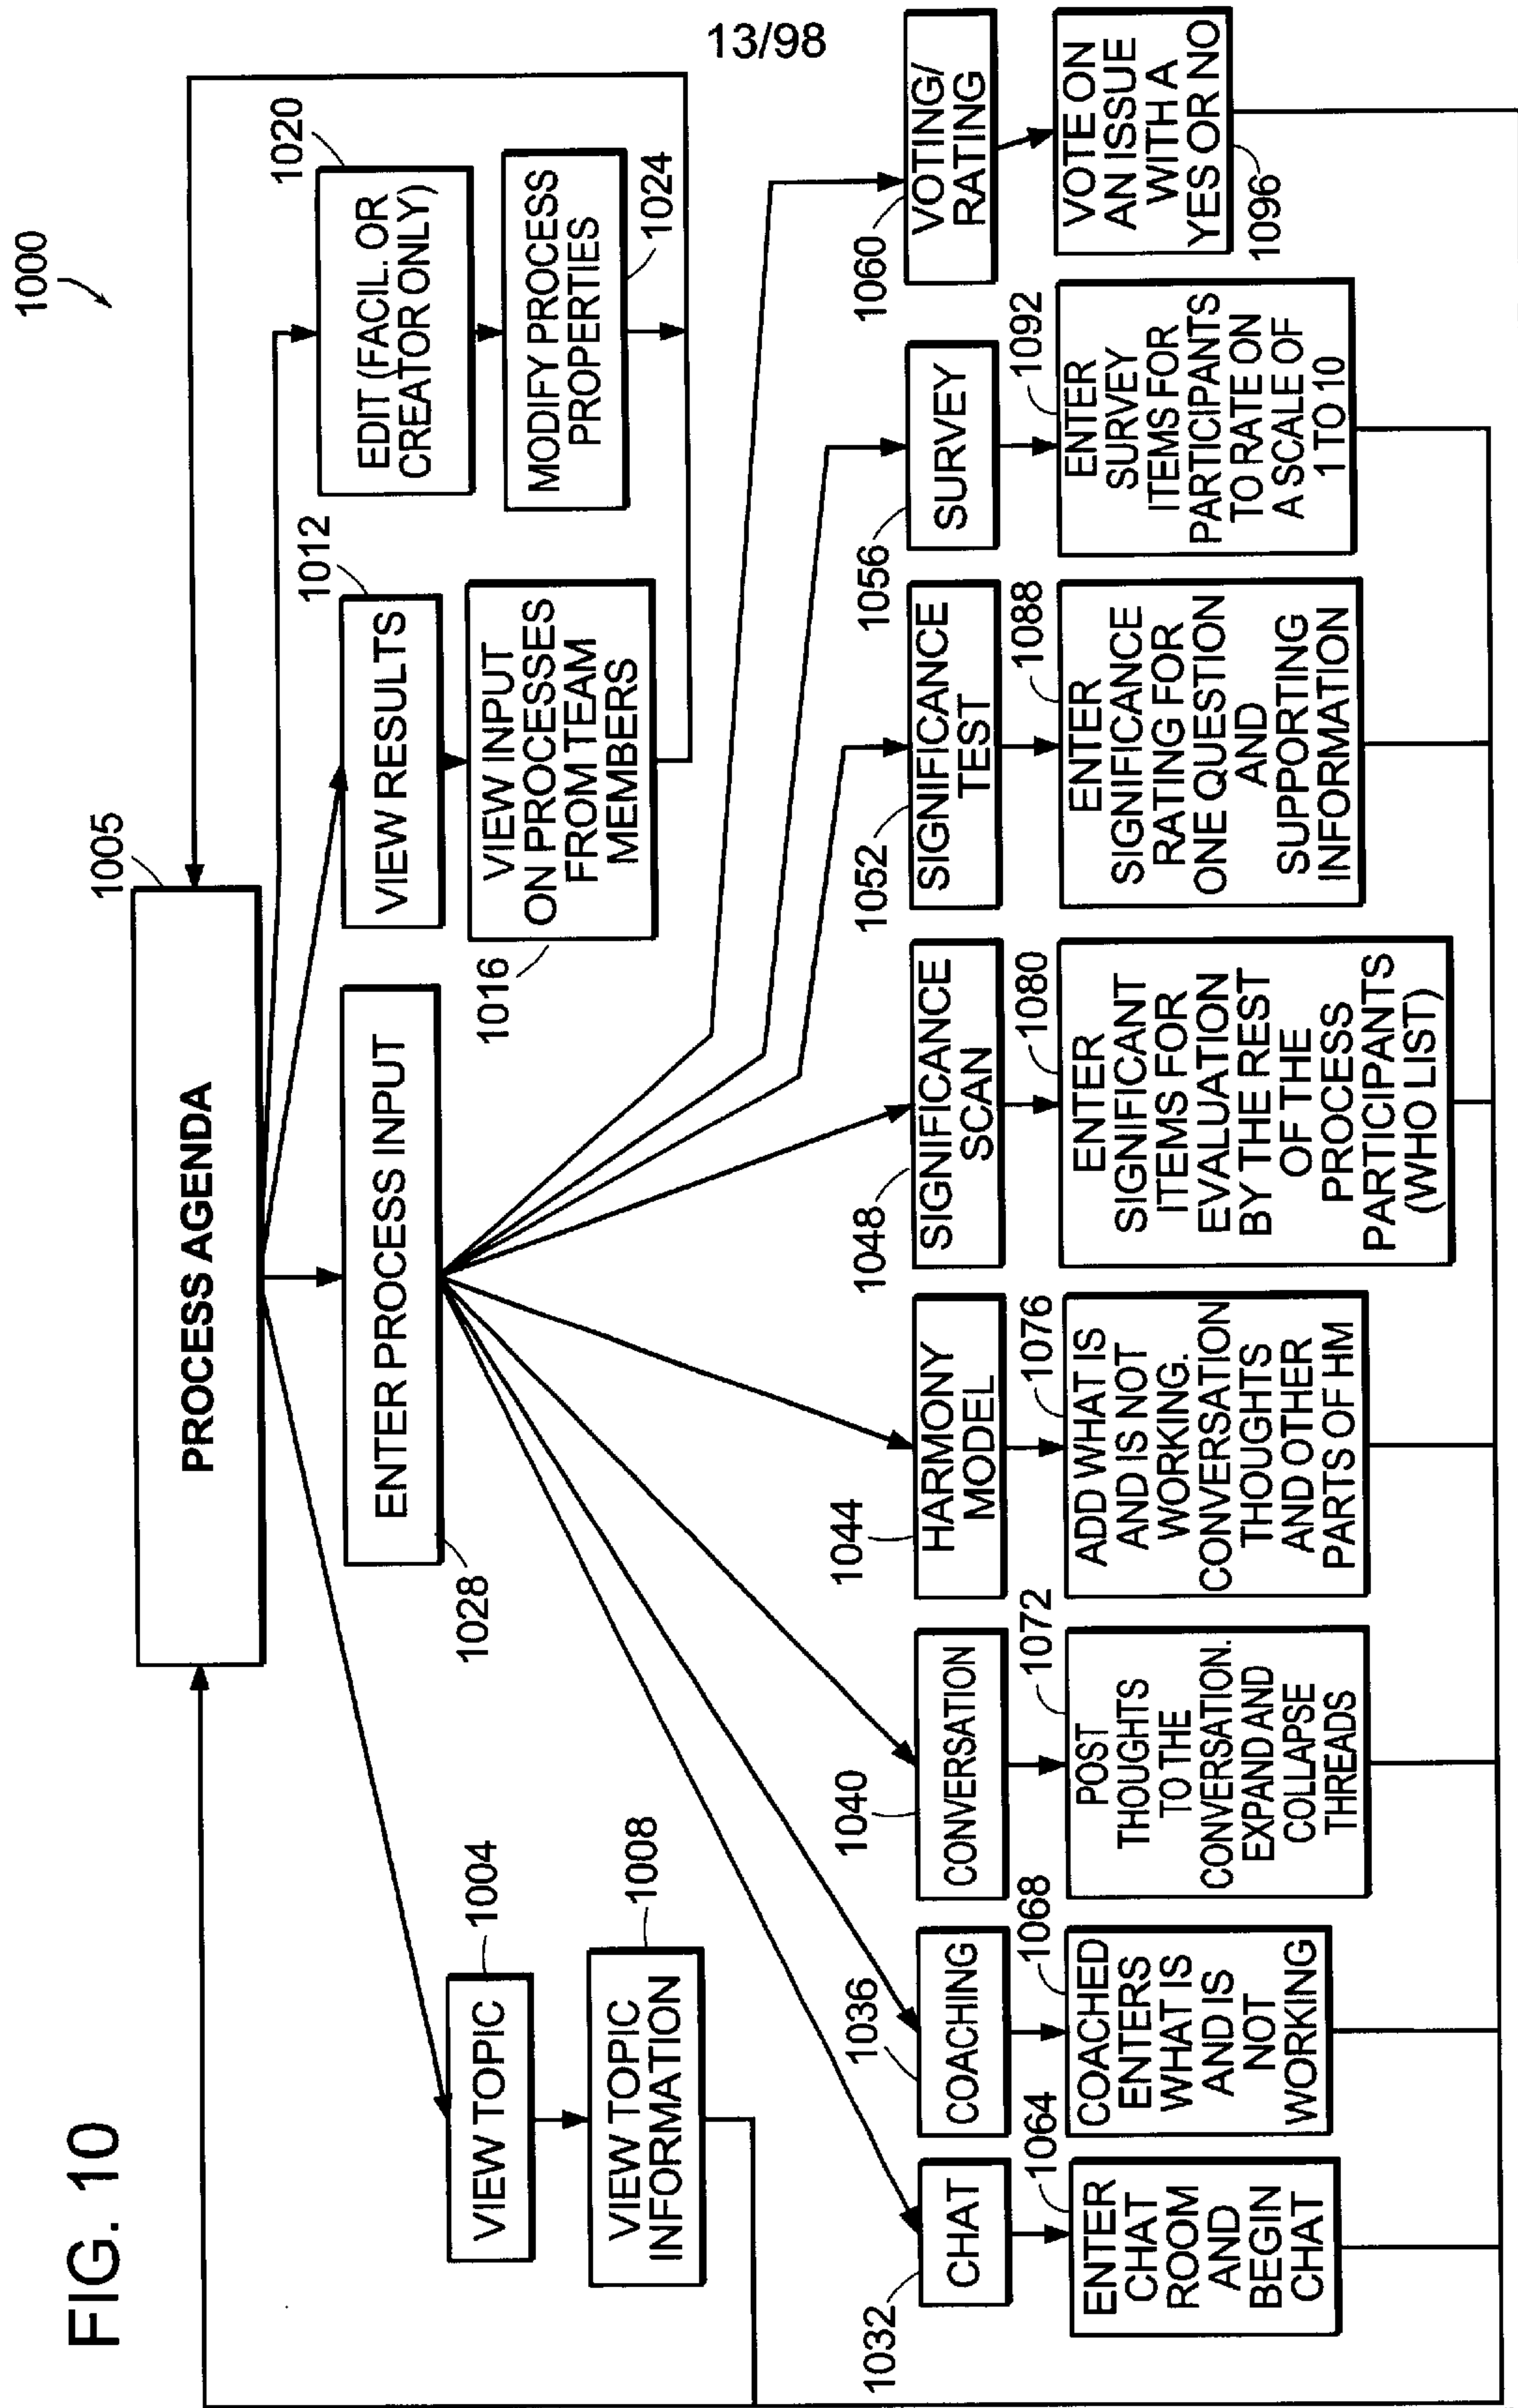 13/98
FIG. 10
1000
PROCESS AGENDA
1005
VIEW TOPIC
1004
VIEW TOPIC
INFORMATION
1008
ENTER PROCESS INPUT
1028
VIEW RESULTS
1012
VIEW INPUT
ON PROCESSES
FROM TEAM
MEMBERS
1016
EDIT (FACIL. OR
CREATOR ONLY)
1020
MODIFY PROCESS
PROPERTIES
1024
1032
CHAT
1064
ENTER
CHAT
ROOM
AND
BEGIN
CHAT
1036
COACHING
1068
COACHED
ENTERS
WHAT IS
AND IS
NOT
WORKING
1040
CONVERSATION
1072
POST
THOUGHTS
TO THE
CONVERSATION.
EXPAND AND
COLLAPSE
THREADS
1044
HARMONY
MODEL
1076
ADD WHAT IS
AND IS NOT
WORKING.
CONVERSATION
THOUGHTS
AND OTHER
PARTS OF HM
1048
SIGNIFICANCE
SCAN
1080
ENTER
SIGNIFICANT
ITEMS FOR
EVALUATION
BY THE REST
OF THE
PROCESS
PARTICIPANTS
(WHO LIST)
1052
SIGNIFICANCE
TEST
1088
ENTER
SIGNIFICANCE
RATING FOR
ONE QUESTION
AND
SUPPORTING
INFORMATION
1056
SURVEY
1092
ENTER
SURVEY
ITEMS FOR
PARTICIPANTS
TO RATE ON
A SCALE OF
1 TO 10
1060
VOTING/
RATING
VOTE ON
AN ISSUE
WITH A
YES OR NO
1096